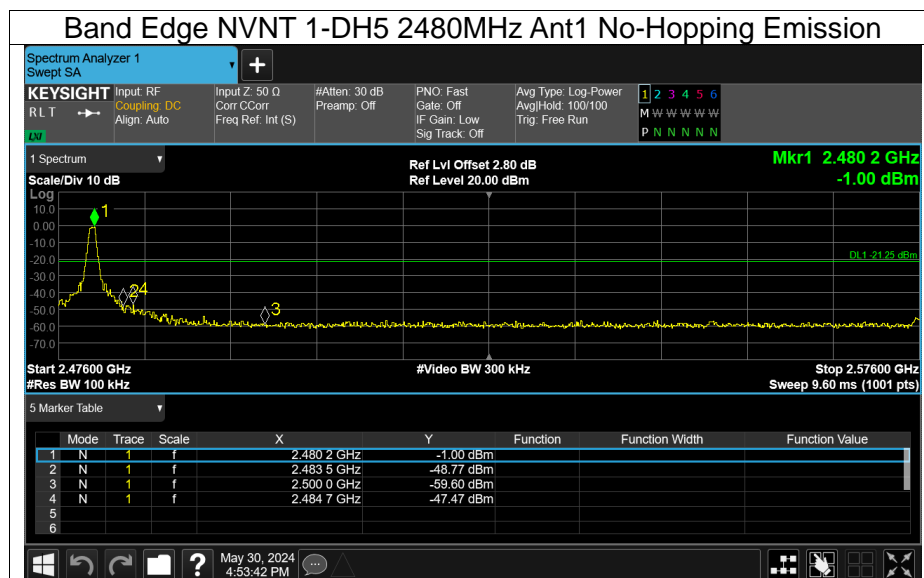 Band Edge NVNT 1-DH5 2480MHz Ant1 No-Hopping Emission
Spectrum Analyzer 1
Swept SA
+
KEYSIGHT Input: RF Input Z: 50 Ω #Atten: 30 dB PNO: Fast Avg Type: Log-Power 1 2 3 4 5 6
RLT Coupling: DC Corr CCorr Preamp: Off Gate: Off Avg|Hold: 100/100 M W W W W W
Align: Auto Freq Ref: Int (S) IF Gain: Low Trig: Free Run
LXI Sig Track: Off P N N N N N
1 Spectrum Ref Lvl Offset 2.80 dB Mkr1 2.480 2 GHz
Scale/Div 10 dB Ref Level 20.00 dBm -1.00 dBm
Log
10.0 1
0.00
-10.0
-20.0 DL1 -21.25 dBm
-30.0
-40.0 2 4
-50.0 3
-60.0
-70.0
Start 2.47600 GHz #Video BW 300 kHz Stop 2.57600 GHz
#Res BW 100 kHz Sweep 9.60 ms (1001 pts)
5 Marker Table
Mode Trace Scale X Y Function Function Width Function Value
1 N 1 f 2.480 2 GHz -1.00 dBm
2 N 1 f 2.483 5 GHz -48.77 dBm
3 N 1 f 2.500 0 GHz -59.60 dBm
4 N 1 f 2.484 7 GHz -47.47 dBm
5
6
? May 30, 2024
4:53:42 PM